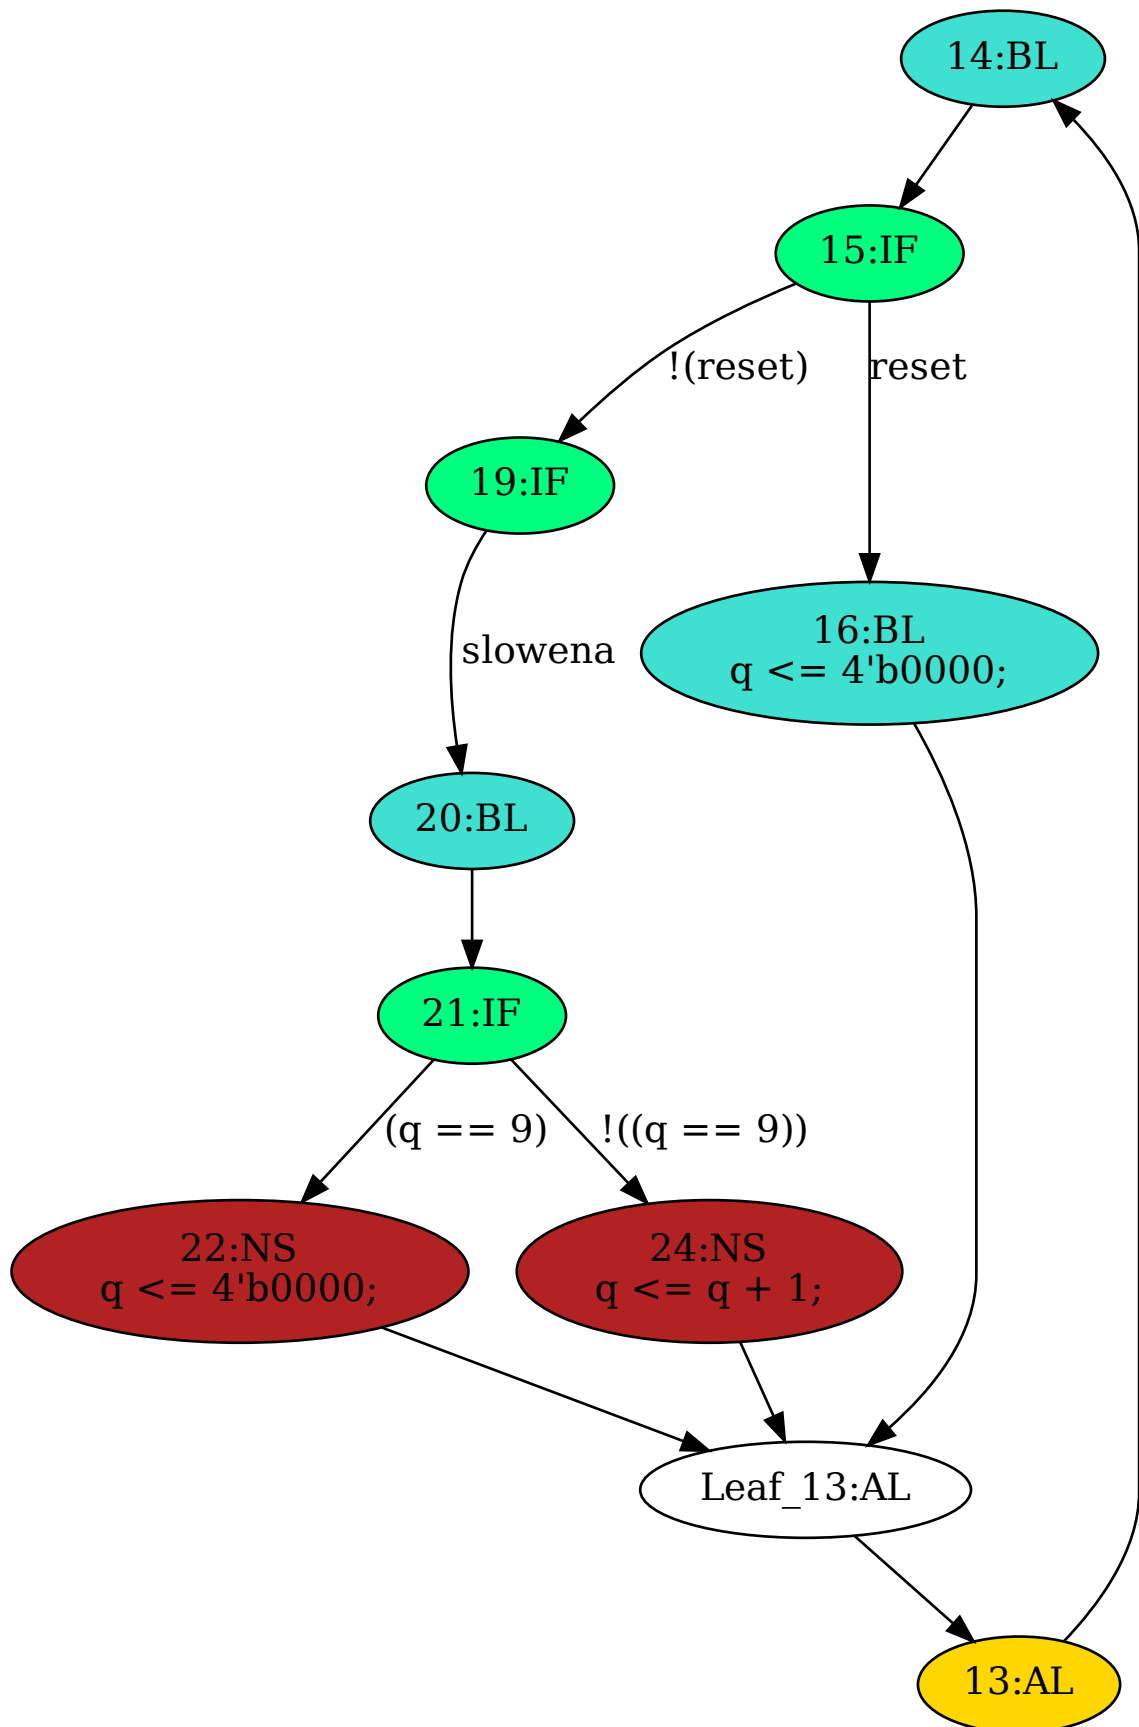 14:BL
15:IF
!(reset)
reset
19:IF
slowena
16:BL
q <= 4'b0000;
20:BL
21:IF
(q == 9)
!((q == 9))
22:NS
q <= 4'b0000;
24:NS
q <= q + 1;
Leaf_13:AL
13:AL